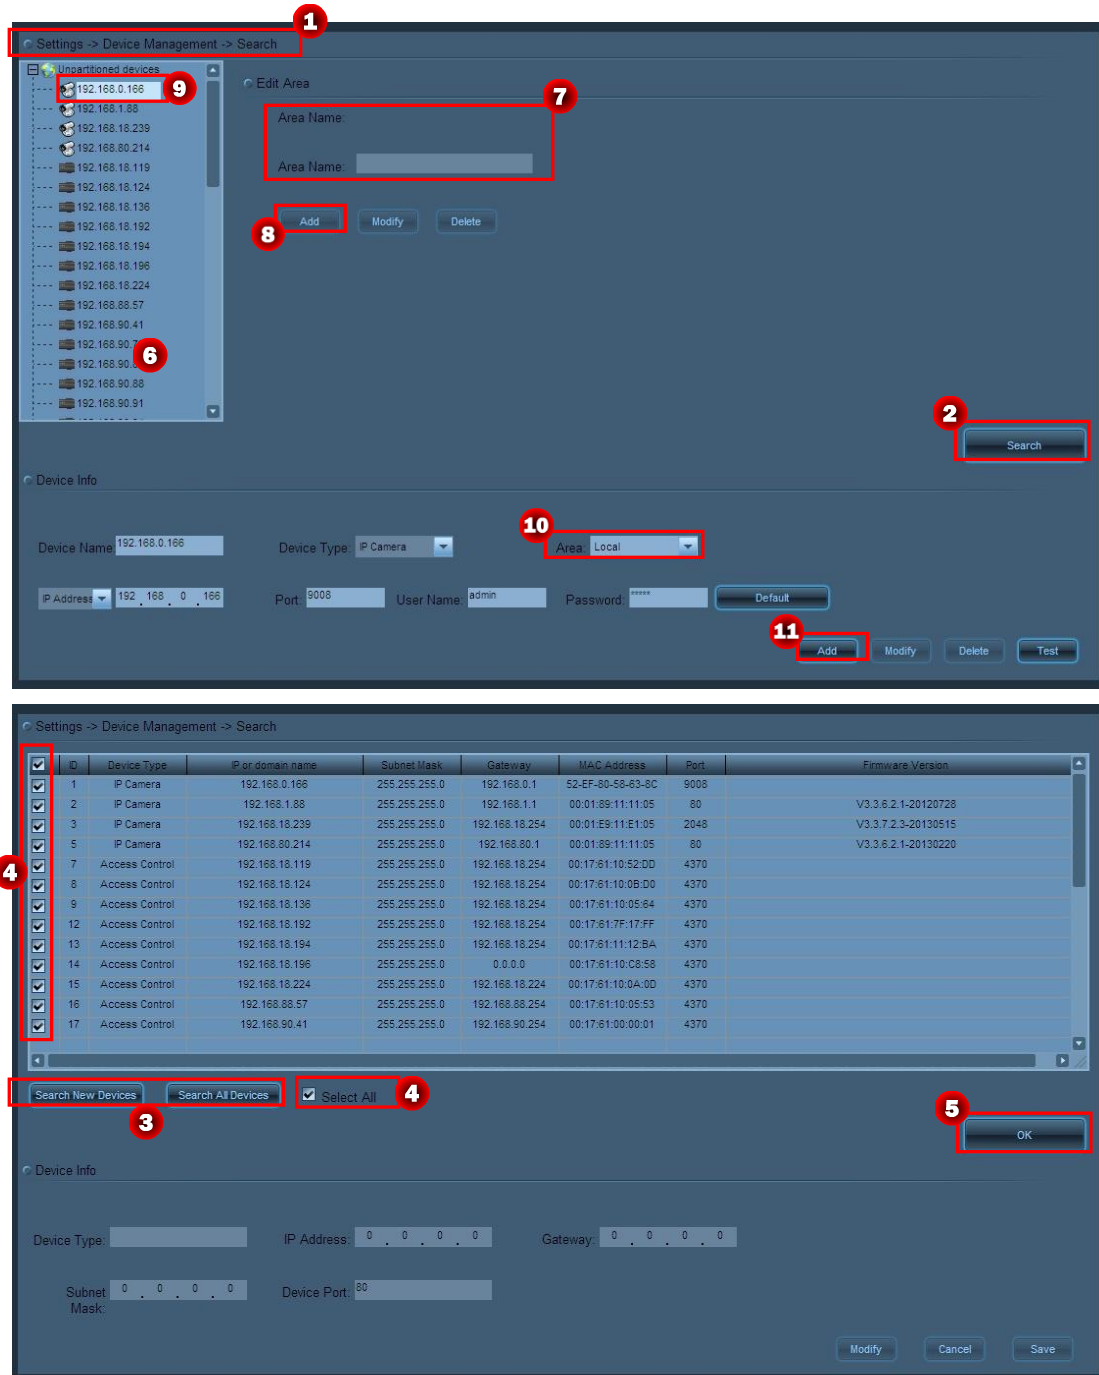 1
Settings -> Device Management -> Search
Unpartitioned devices
192.168.0.166
9
192.168.1.88
192.168.18.239
192.168.80.214
192.168.18.119
192.168.18.124
192.168.18.136
192.168.18.192
192.168.18.194
192.168.18.196
192.168.18.224
192.168.88.57
192.168.90.41
192.168.90.
6
192.168.90.
192.168.90.88
192.168.90.91
Edit Area
7
Area Name:
Area Name:
8
Add Modify Delete
2
Search
Device Info
10
Device Name 192.168.0.166 Device Type: IP Camera Area: Local
IP Address 192 . 168 . 0 . 166 Port: 9008 User Name: admin Password: ***** Default
11
Add Modify Delete Test
Settings -> Device Management -> Search
ID Device Type IP or domain name Subnet Mask Gateway MAC Address Port Firmware Version
1 IP Camera 192.168.0.166 255.255.255.0 192.168.0.1 52-EF-80-58-63-8C 9008
2 IP Camera 192.168.1.88 255.255.255.0 192.168.1.1 00:01:89:11:11:05 80 V3.3.6.2.1-20120728
3 IP Camera 192.168.18.239 255.255.255.0 192.168.18.254 00:01:E9:11:E1:05 2048 V3.3.7.2.3-20130515
5 IP Camera 192.168.80.214 255.255.255.0 192.168.80.1 00:01:89:11:11:05 80 V3.3.6.2.1-20130220
4
7 Access Control 192.168.18.119 255.255.255.0 192.168.18.254 00:17:61:10:52:DD 4370
8 Access Control 192.168.18.124 255.255.255.0 192.168.18.254 00:17:61:10:0B:D0 4370
9 Access Control 192.168.18.136 255.255.255.0 192.168.18.254 00:17:61:10:05:64 4370
12 Access Control 192.168.18.192 255.255.255.0 192.168.18.254 00:17:61:7F:17:FF 4370
13 Access Control 192.168.18.194 255.255.255.0 192.168.18.254 00:17:61:11:12:BA 4370
14 Access Control 192.168.18.196 255.255.255.0 0.0.0.0 00:17:61:10:C8:58 4370
15 Access Control 192.168.18.224 255.255.255.0 192.168.18.224 00:17:61:10:0A:0D 4370
16 Access Control 192.168.88.57 255.255.255.0 192.168.88.254 00:17:61:10:05:53 4370
17 Access Control 192.168.90.41 255.255.255.0 192.168.90.254 00:17:61:00:00:01 4370
Search New Devices Search All Devices Select All 4
3
5
OK
Device Info
Device Type: IP Address: 0 . 0 . 0 . 0 Gateway: 0 . 0 . 0 . 0
Subnet Mask: 0 . 0 . 0 . 0 Device Port: 80
Modify Cancel Save